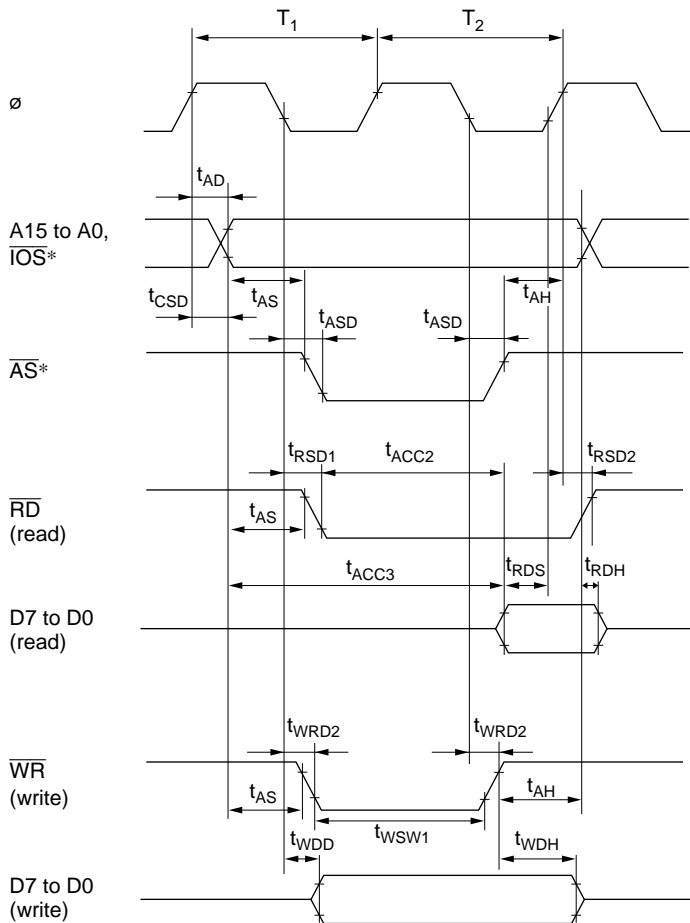 T1 T2
ø
tAD
A15 to A0,
IOS*
tAS tAH
tCSD tASD tASD
AS*
tRSD1 tACC2 tRSD2
RD
(read)
tAS
tACC3 tRDS tRDH
D7 to D0
(read)
tWRD2 tWRD2
WR
(write)
tAS tAH
tWSW1
tWDD tWDH
D7 to D0
(write)